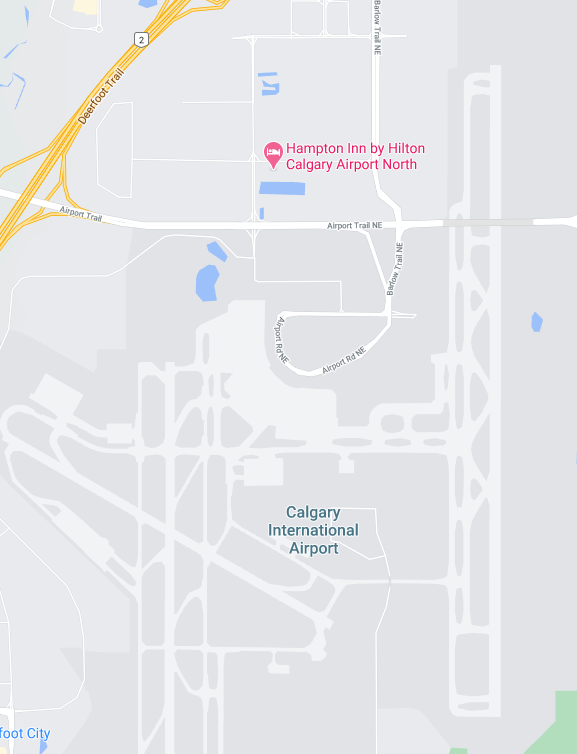 Barlow Trail NE
2
Deerfoot Trail
Hampton Inn by Hilton
Calgary Airport North
Airport Trail
Airport Trail NE
Barlow Trail NE
Airport Rd NE
Airport Rd NE
Calgary
International
Airport
foot City